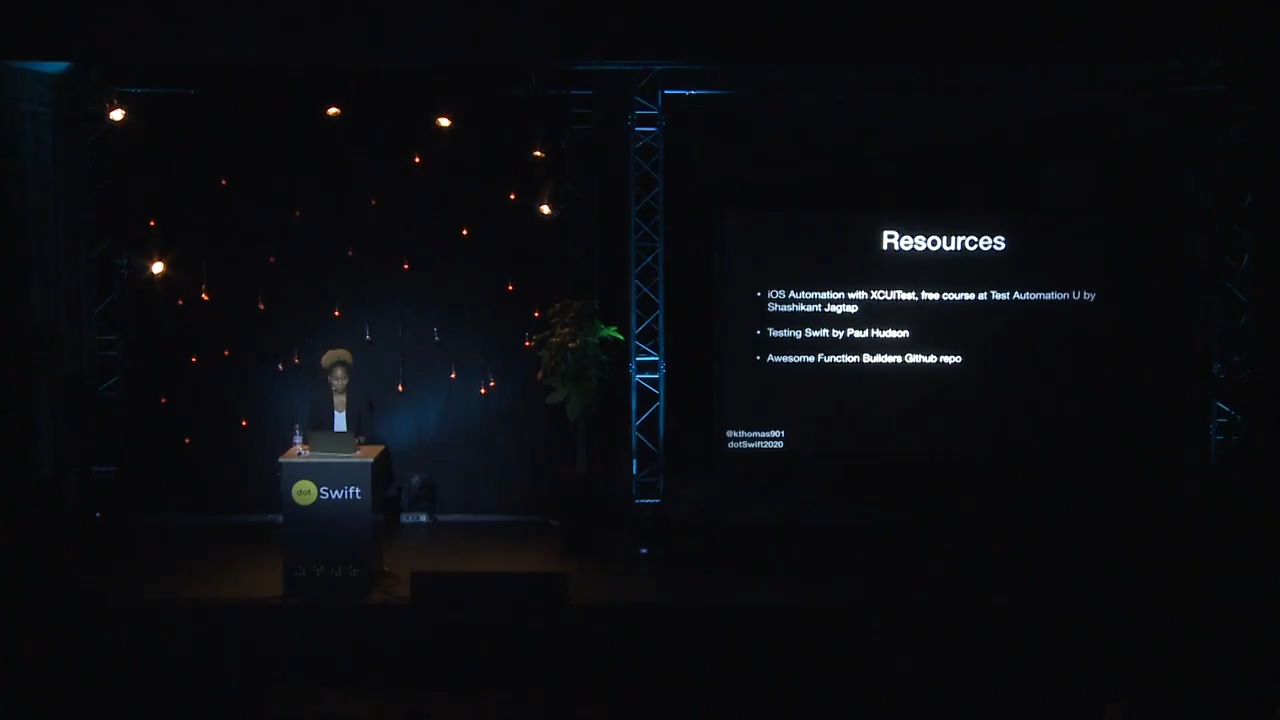 Resources
• iOS Automation with XCUITest, free course at Test Automation U by
Shashikant Jagtap
• Testing Swift by Paul Hudson
• Awesome Function Builders Github repo
@kthomas901
dotSwift2020
dot Swift